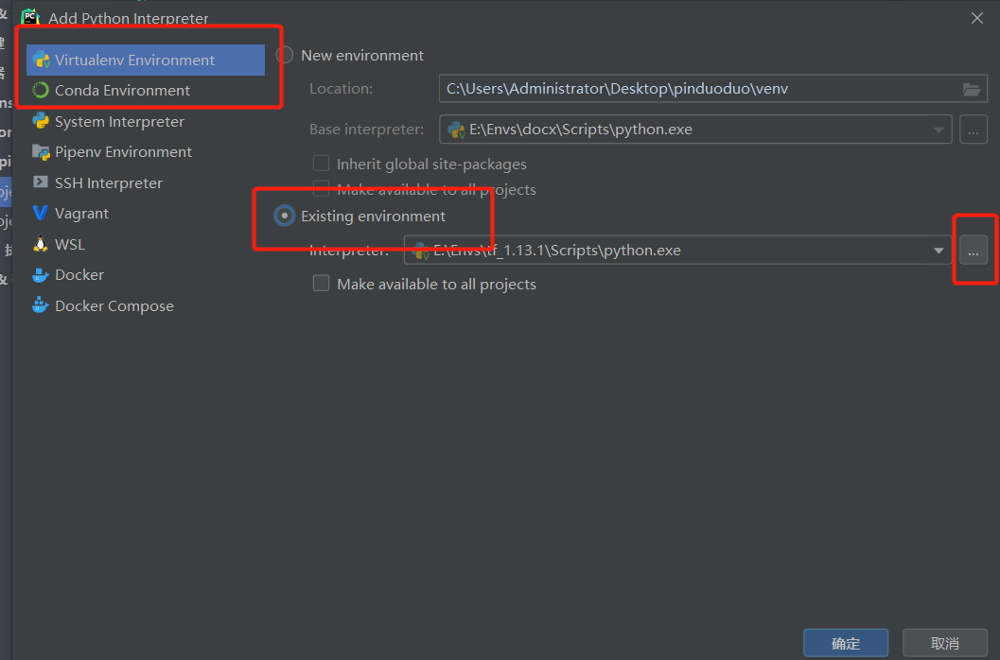 PC
Add Python Interpreter
Virtualenv Environment
Conda Environment
System Interpreter
Pipenv Environment
SSH Interpreter
Vagrant
WSL
Docker
Docker Compose
New environment
Location: C:\Users\Administrator\Desktop\pinduoduo\venv
Base interpreter: E:\Envs\docx\Scripts\python.exe ...
Inherit global site-packages
Make available to all projects
Existing environment
Interpreter: E:\Envs\tf_1.13.1\Scripts\python.exe ...
Make available to all projects
确定 取消